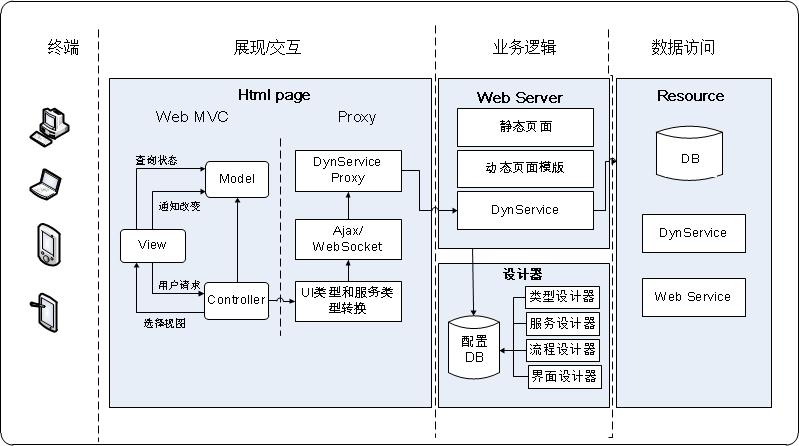 终端
展现/交互
业务逻辑
数据访问
Html page
Web MVC
Proxy
查询状态
Model
通知改变
View
用户请求
Controller
选择视图
DynService
Proxy
Ajax/
WebSocket
UI类型和服务类
型转换
Web Server
静态页面
动态页面模版
DynService
设计器
配置
DB
类型设计器
服务设计器
流程设计器
界面设计器
Resource
DB
DynService
Web Service